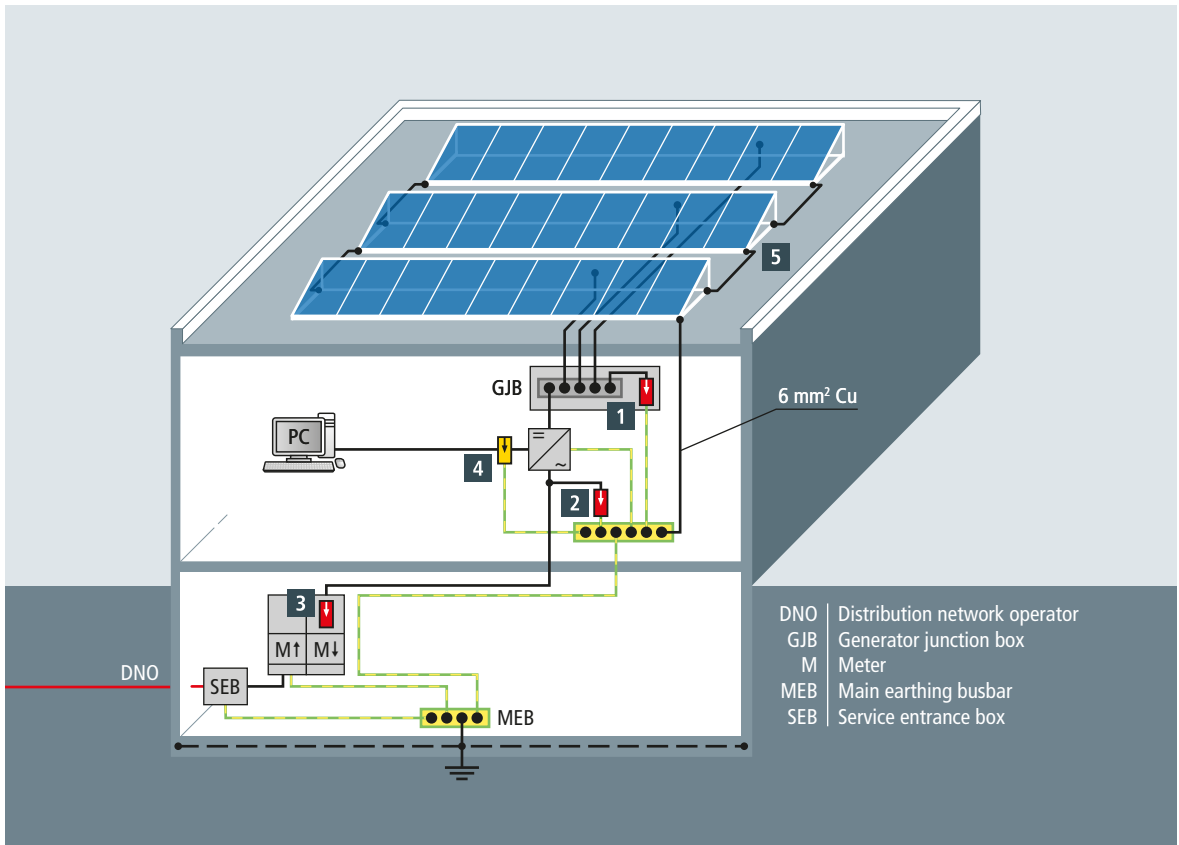 5
GJB
1
6 mm² Cu
PC
=
~
4
2
3
M↑ M↓
DNO
SEB
MEB
DNO Distribution network operator
GJB Generator junction box
M Meter
MEB Main earthing busbar
SEB Service entrance box